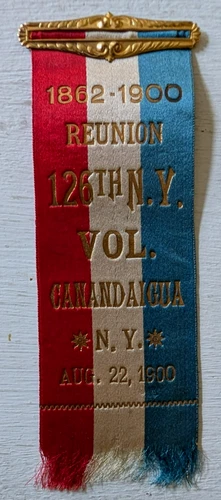 1862-1900
REUNION
126TH N.Y.
VOL.
CANANDAIGUA
* N.Y. *
AUG. 22, 1900